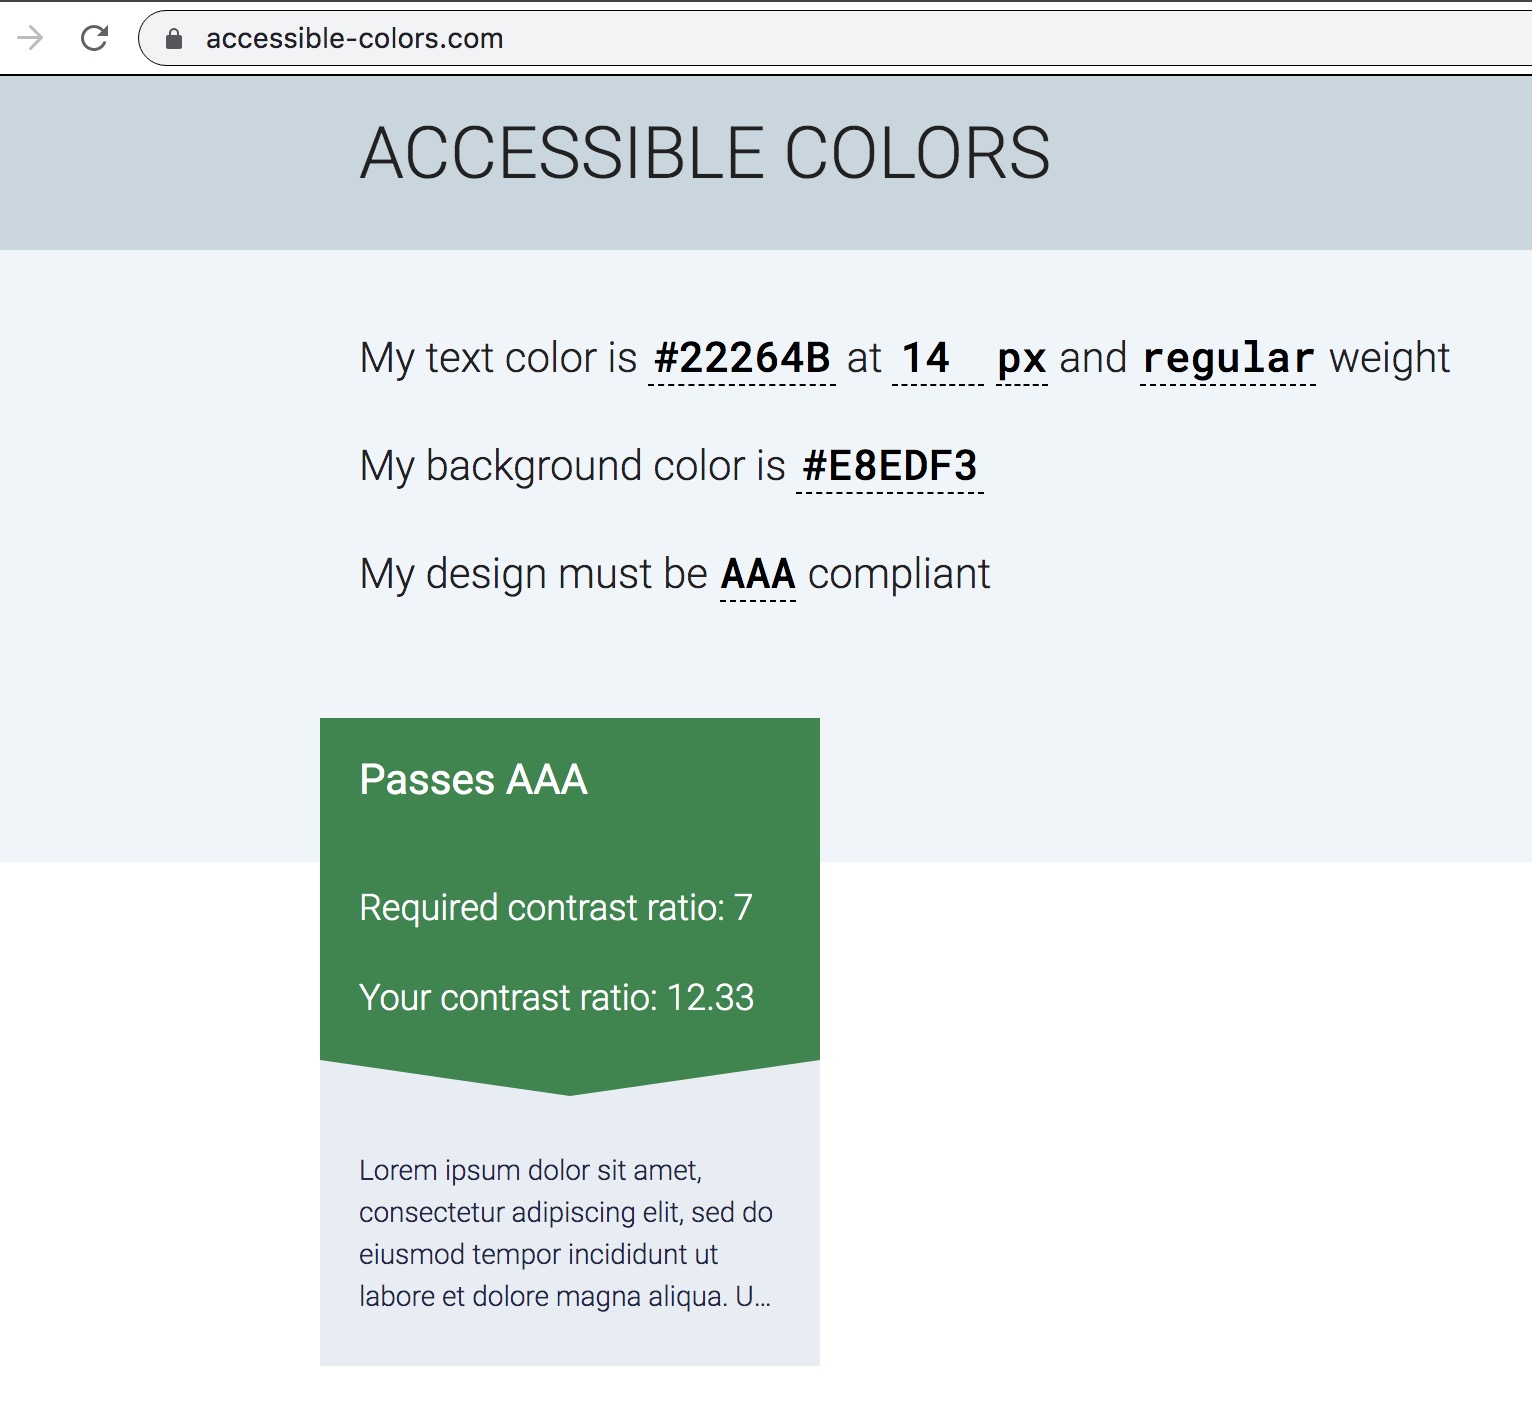 accessible-colors.com
ACCESSIBLE COLORS
My text color is #22264B at 14 px and regular weight
My background color is #E8EDF3
My design must be AAA compliant
Passes AAA
Required contrast ratio: 7
Your contrast ratio: 12.33
Lorem ipsum dolor sit amet,
consectetur adipiscing elit, sed do
eiusmod tempor incididunt ut
labore et dolore magna aliqua. U...